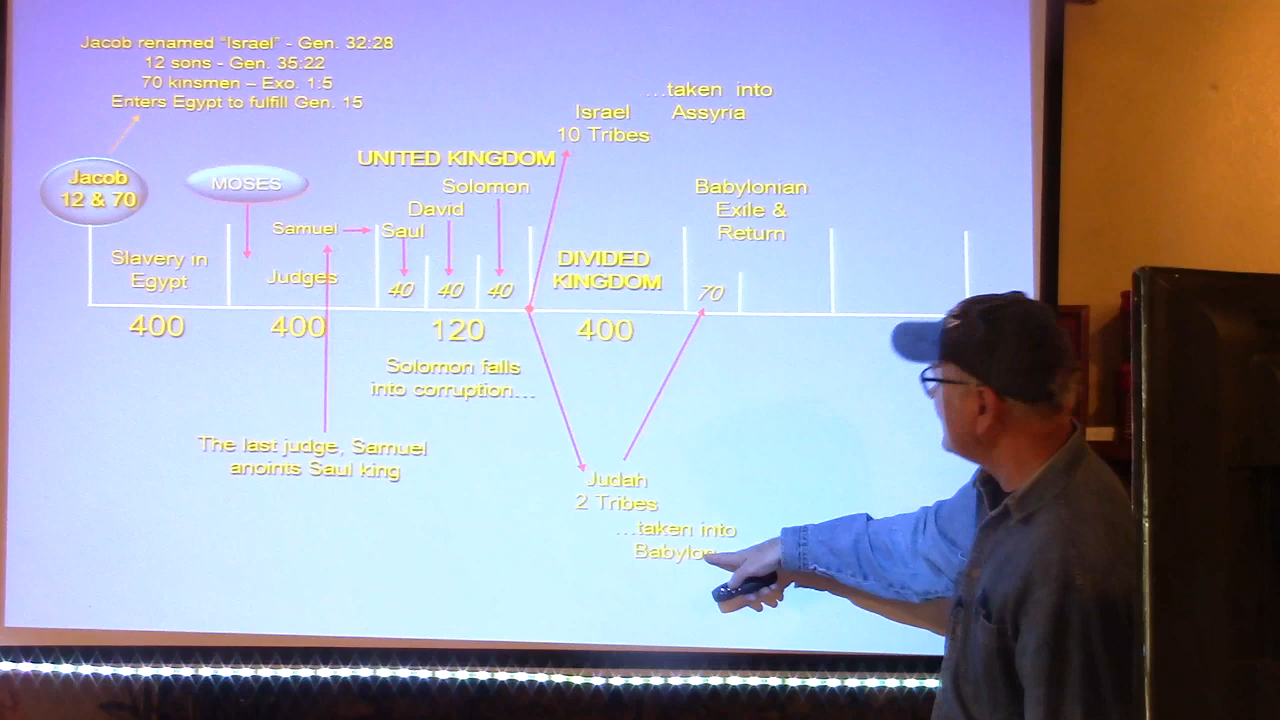 Jacob renamed "Israel" - Gen. 32:28
12 sons - Gen. 35:22
70 kinsmen – Exo. 1:5
Enters Egypt to fulfill Gen. 15
...taken into
Assyria
Israel
10 Tribes
UNITED KINGDOM
Jacob
12 & 70
MOSES
Solomon
David
Samuel
Saul
Babylonian
Exile &
Return
Slavery in
Egypt
Judges
40
40
40
DIVIDED
KINGDOM
70
400
400
120
400
Solomon falls
into corruption...
The last judge, Samuel
anoints Saul king
Judah
2 Tribes
...taken into